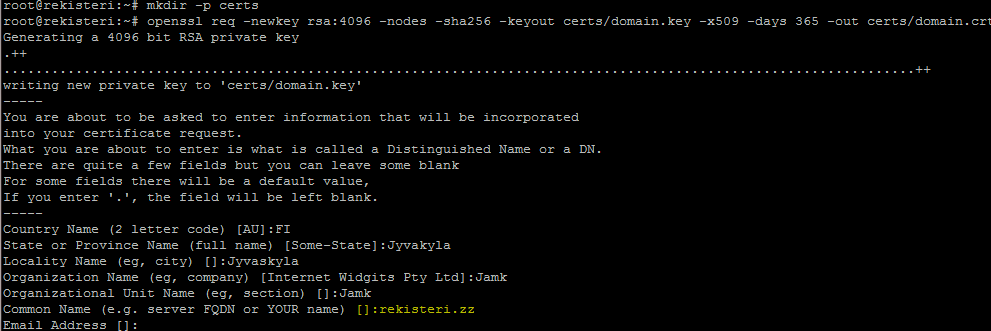 root@rekisteri:~# mkdir -p certs
root@rekisteri:~# openssl req -newkey rsa:4096 -nodes -sha256 -keyout certs/domain.key -x509 -days 365 -out certs/domain.crt
Generating a 4096 bit RSA private key
.++
..................................................................................................................++
writing new private key to 'certs/domain.key'
-----
You are about to be asked to enter information that will be incorporated
into your certificate request.
What you are about to enter is what is called a Distinguished Name or a DN.
There are quite a few fields but you can leave some blank
For some fields there will be a default value,
If you enter '.', the field will be left blank.
-----
Country Name (2 letter code) [AU]:FI
State or Province Name (full name) [Some-State]:Jyvakyla
Locality Name (eg, city) []:Jyvaskyla
Organization Name (eg, company) [Internet Widgits Pty Ltd]:Jamk
Organizational Unit Name (eg, section) []:Jamk
Common Name (e.g. server FQDN or YOUR name) []:rekisteri.zz
Email Address []: